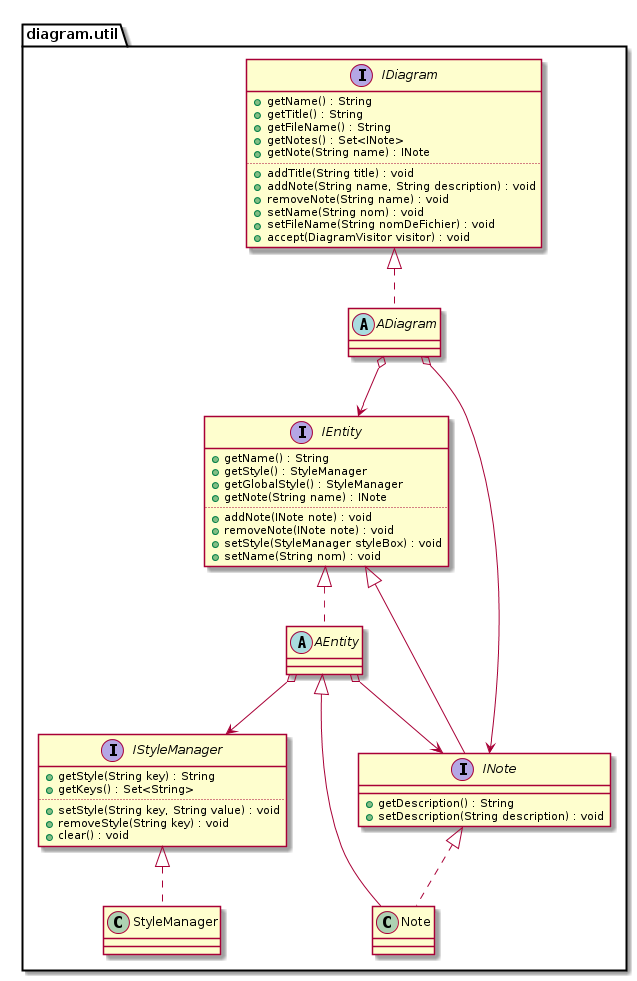 diagram.util
I IDiagram
getName() : String
getTitle() : String
getFileName() : String
getNotes() : Set<INote>
getNote(String name) : INote
addTitle(String title) : void
addNote(String name, String description) : void
removeNote(String name) : void
setName(String nom) : void
setFileName(String nomDeFichier) : void
accept(DiagramVisitor visitor) : void
A ADiagram
I IEntity
getName() : String
getStyle() : StyleManager
getGlobalStyle() : StyleManager
getNote(String name) : INote
addNote(INote note) : void
removeNote(INote note) : void
setStyle(StyleManager styleBox) : void
setName(String nom) : void
A AEntity
I IStyleManager
getStyle(String key) : String
getKeys() : Set<String>
setStyle(String key, String value) : void
removeStyle(String key) : void
clear() : void
I INote
getDescription() : String
setDescription(String description) : void
C StyleManager
C Note